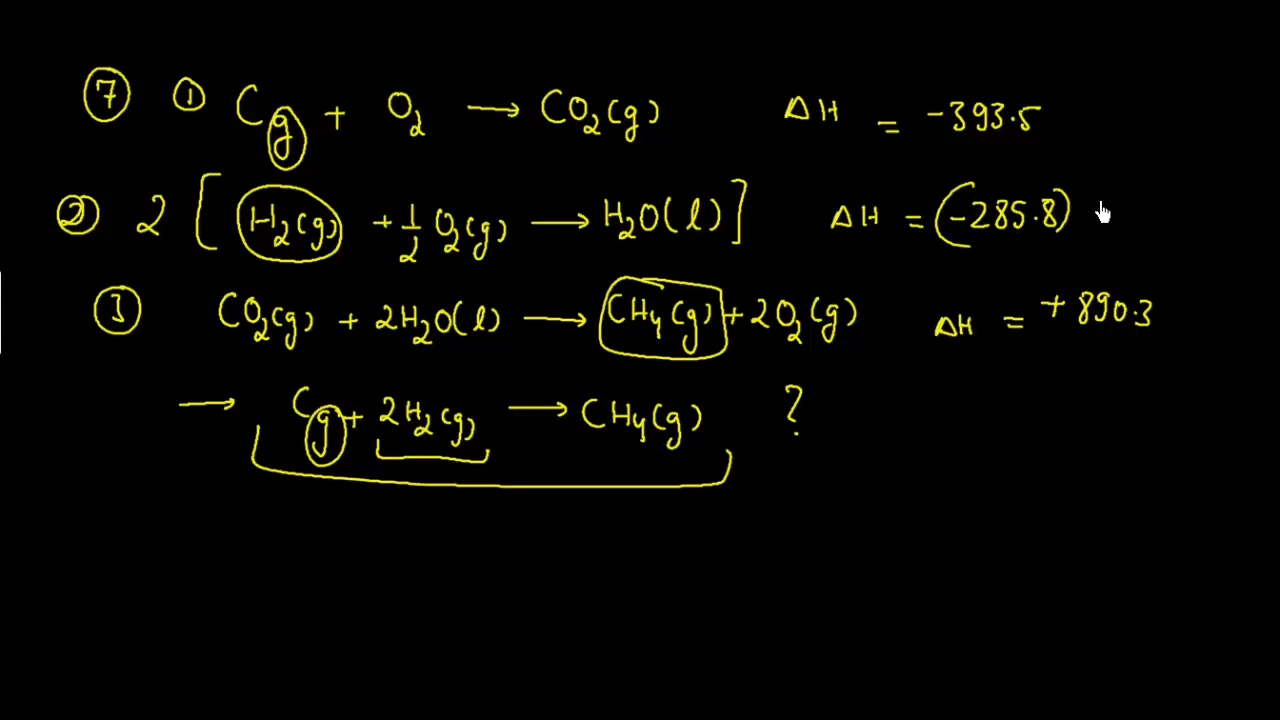 ⑦ ① C g + O₂ → CO₂(g) ΔH = -393.5
② 2 [ H₂(g) + ½ O₂(g) → H₂O(l) ] ΔH = (-285.8)
③ CO₂(g) + 2H₂O(l) → CH₄(g) + 2O₂(g) ΔH = +890.3
→ C g + 2H₂(g) → CH₄(g) ?